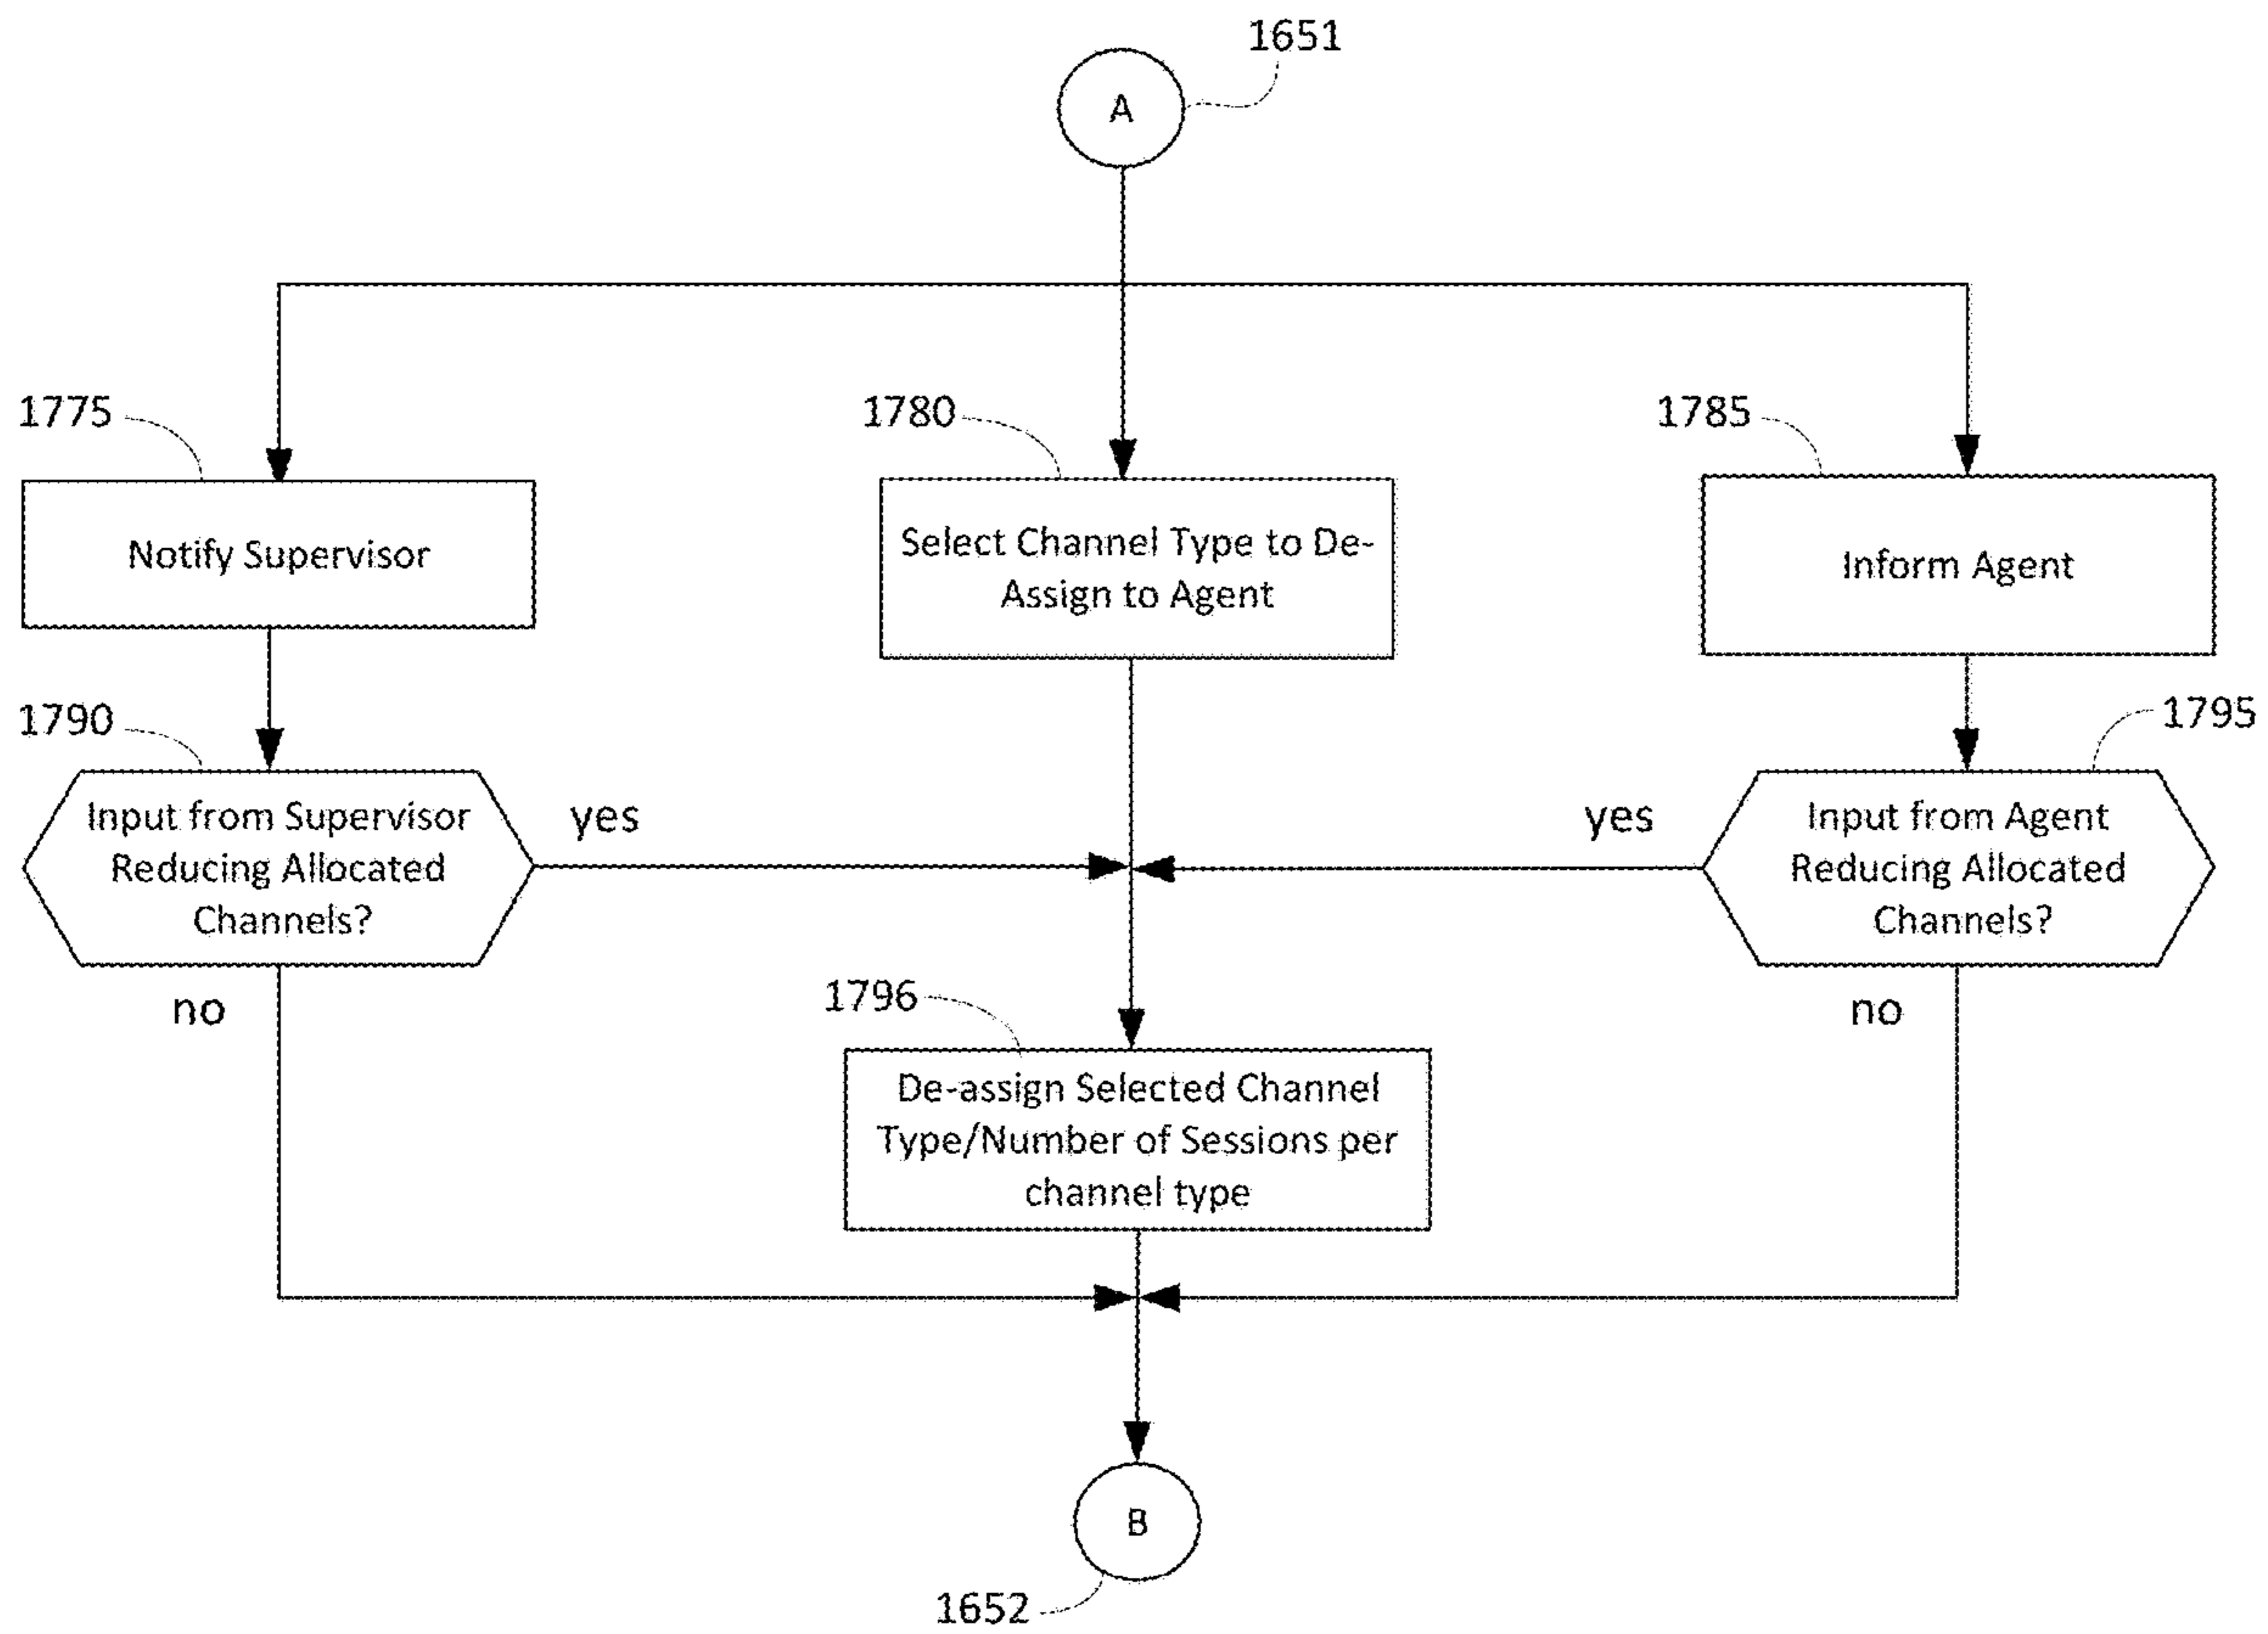 1651
A
1775
1780
1785
Notify Supervisor
Select Channel Type to De-
Assign to Agent
Inform Agent
1790
1795
Input from Supervisor
Reducing Allocated
Channels?
yes
yes
Input from Agent
Reducing Allocated
Channels?
no
1796
no
De-assign Selected Channel
Type/Number of Sessions per
channel type
B
1652